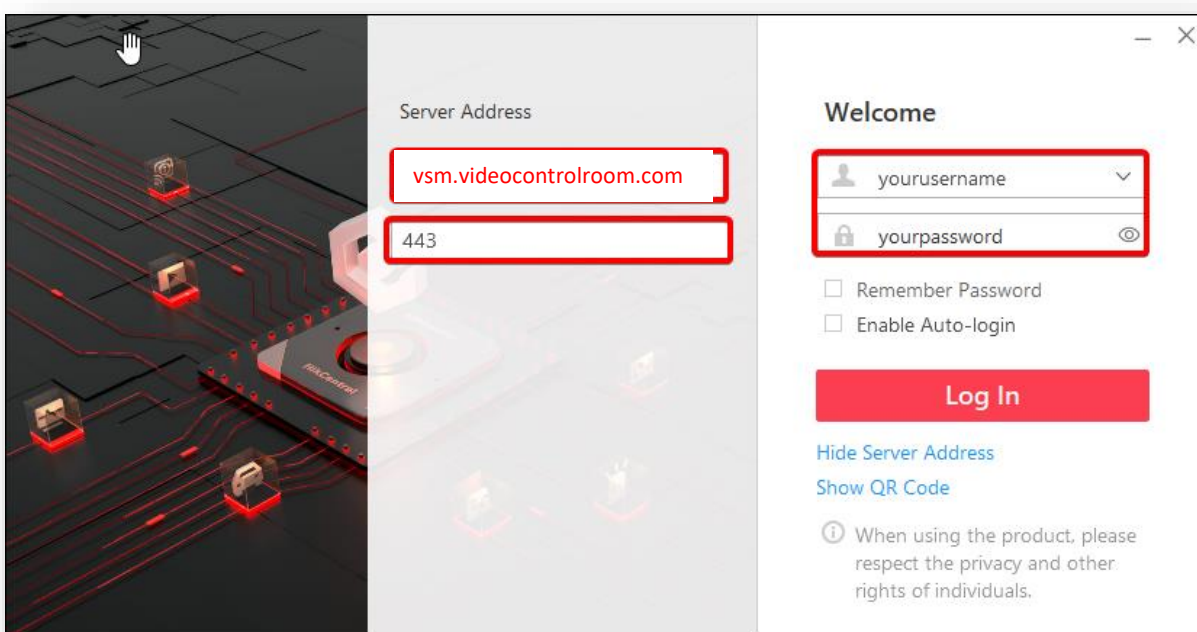 Server Address
vsm.videocontrolroom.com
443
HikCentral
Welcome
yourusername
yourpassword
Remember Password
Enable Auto-login
Log In
Hide Server Address
Show QR Code
When using the product, please
respect the privacy and other
rights of individuals.